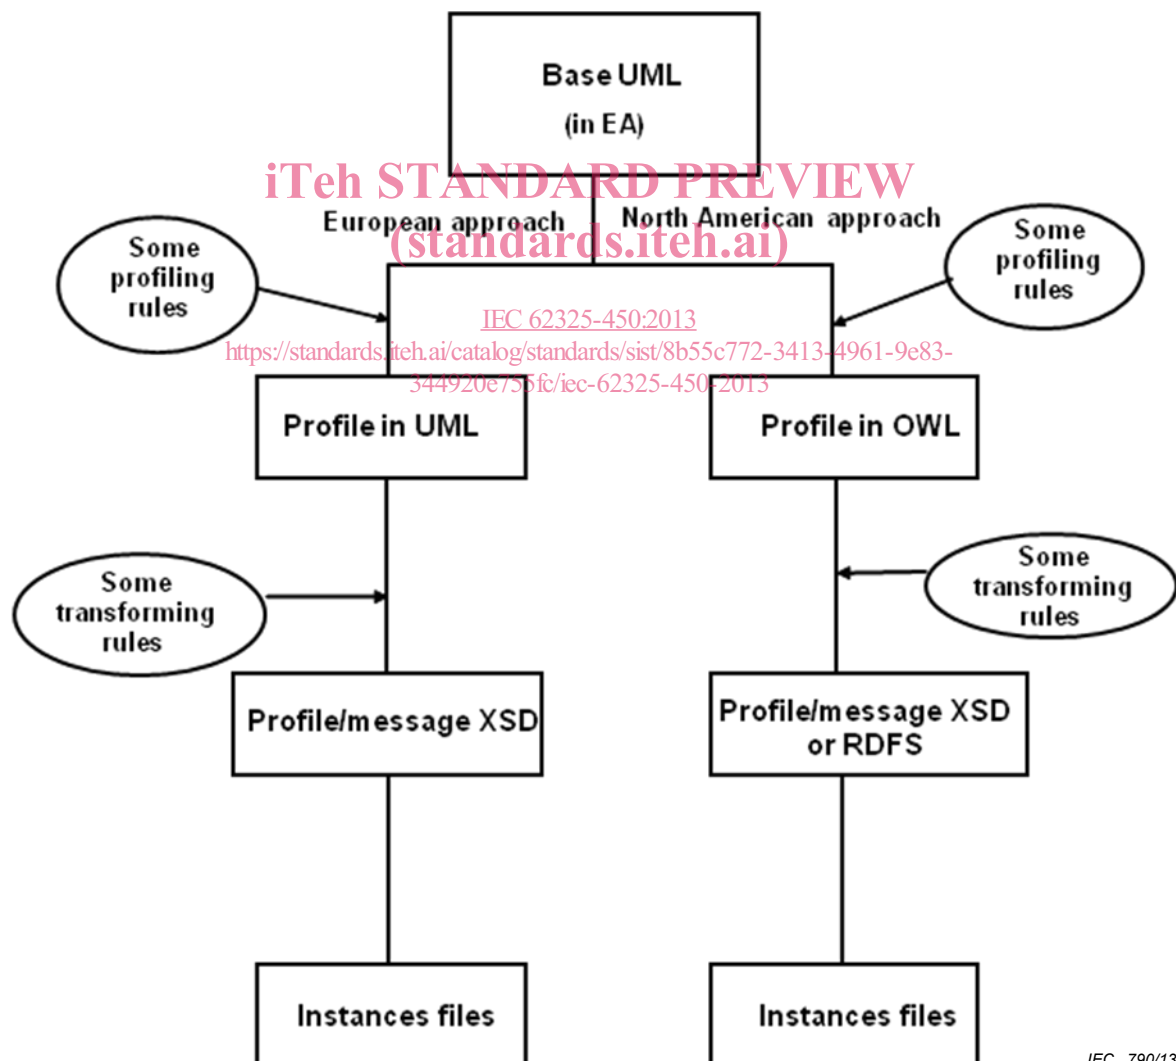 Base UML
(in EA)
iTeh STANDARD PREVIEW
European approach
North American approach
(standards.iteh.ai)
Some
profiling
rules
Some
profiling
rules
IEC 62325-450:2013
https://standards.iteh.ai/catalog/standards/sist/8b55c772-3413-4961-9e83-
344920e755fc/iec-62325-450-2013
Profile in UML
Profile in OWL
Some
transforming
rules
Some
transforming
rules
Profile/message XSD
Profile/message XSD
or RDFS
Instances files
Instances files
IEC 790/13